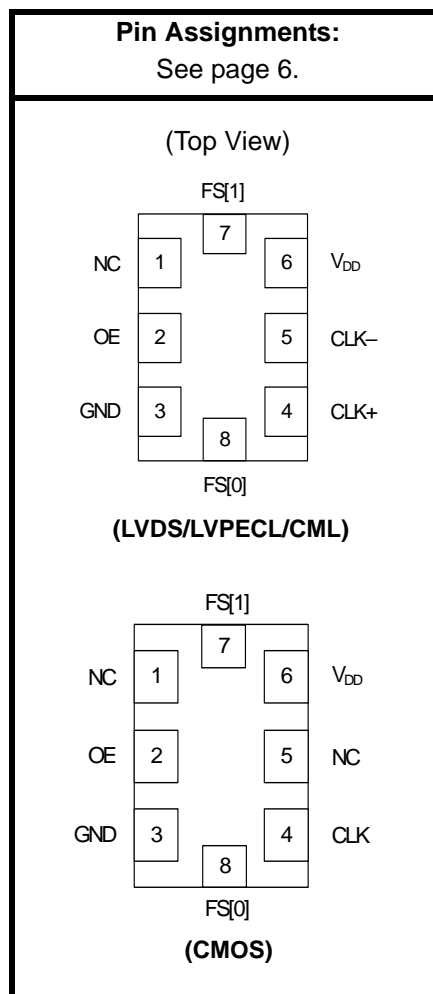 Pin Assignments:
See page 6.
(Top View)
FS[1]
7
NC 1 6 VDD
OE 2 5 CLK–
GND 3 4 CLK+
8
FS[0]
(LVDS/LVPECL/CML)
FS[1]
7
NC 1 6 VDD
OE 2 5 NC
GND 3 4 CLK
8
FS[0]
(CMOS)